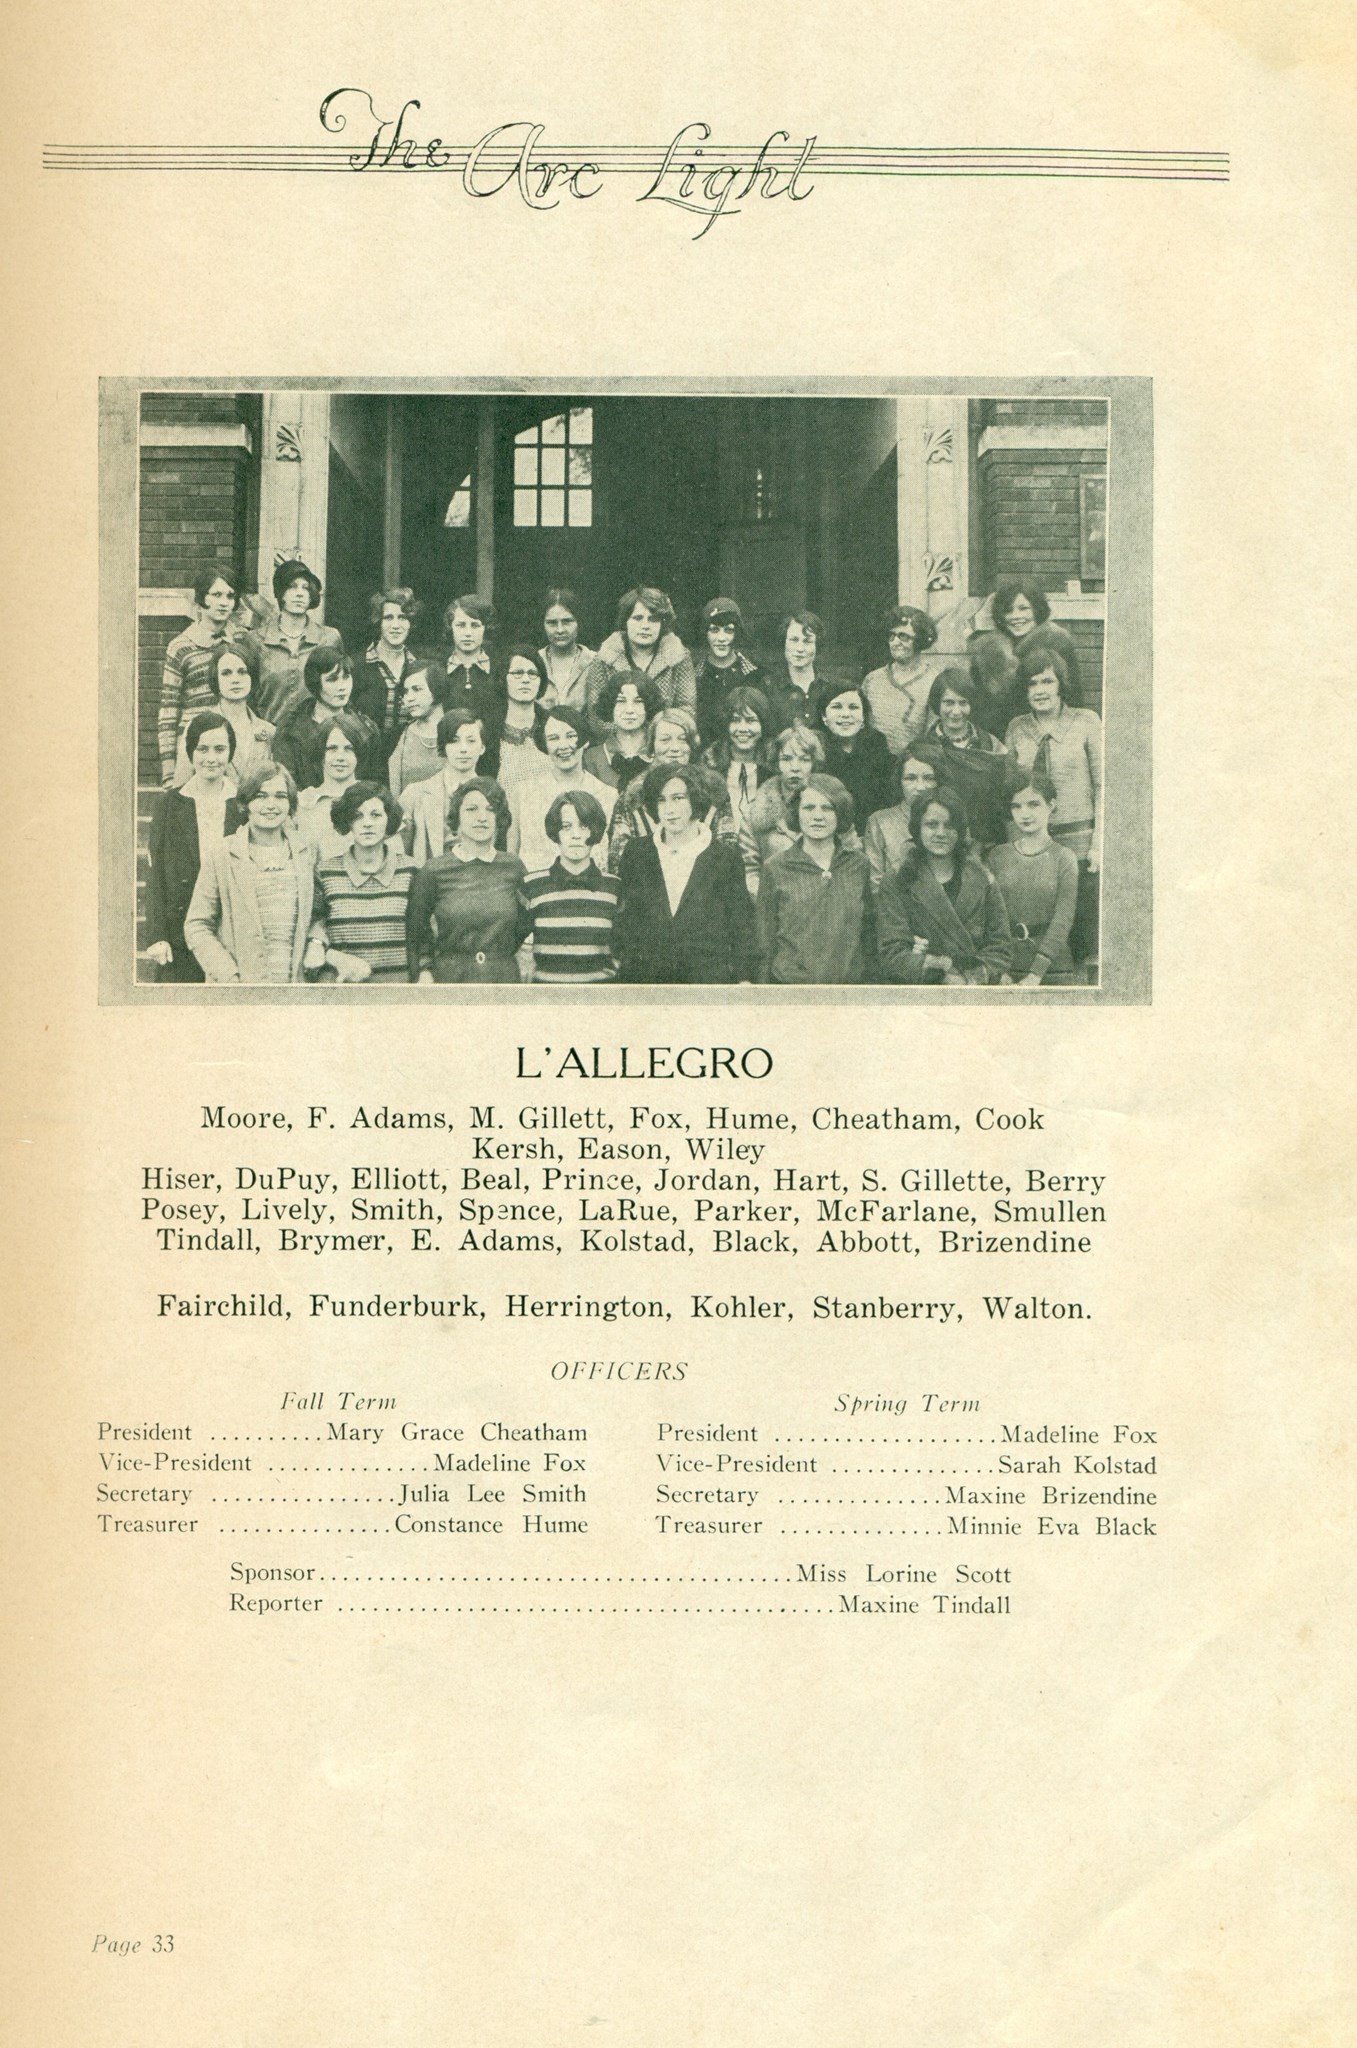 The Arc Light
L'ALLEGRO
Moore, F. Adams, M. Gillett, Fox, Hume, Cheatham, Cook
Kersh, Eason, Wiley
Hiser, DuPuy, Elliott, Beal, Prince, Jordan, Hart, S. Gillette, Berry
Posey, Lively, Smith, Spence, LaRue, Parker, McFarlane, Smullen
Tindall, Brymer, E. Adams, Kolstad, Black, Abbott, Brizendine
Fairchild, Funderburk, Herrington, Kohler, Stanberry, Walton.
OFFICERS
Fall Term
President ..........Mary Grace Cheatham
Vice-President ..............Madeline Fox
Secretary ................Julia Lee Smith
Treasurer ...............Constance Hume
Spring Term
President ...................Madeline Fox
Vice-President ..............Sarah Kolstad
Secretary ..............Maxine Brizendine
Treasurer ..............Minnie Eva Black
Sponsor........................................Miss Lorine Scott
Reporter ..........................................Maxine Tindall
Page 33